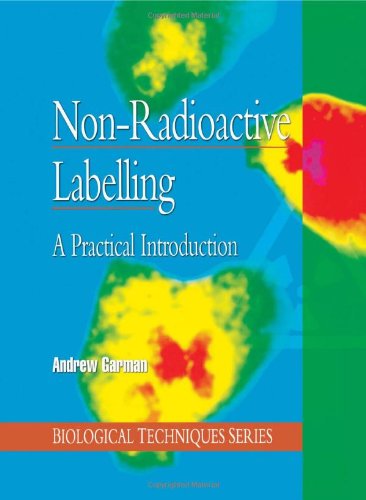 Non-Radioactive
Labelling
A Practical Introduction
Andrew Garman
BIOLOGICAL TECHNIQUES SERIES